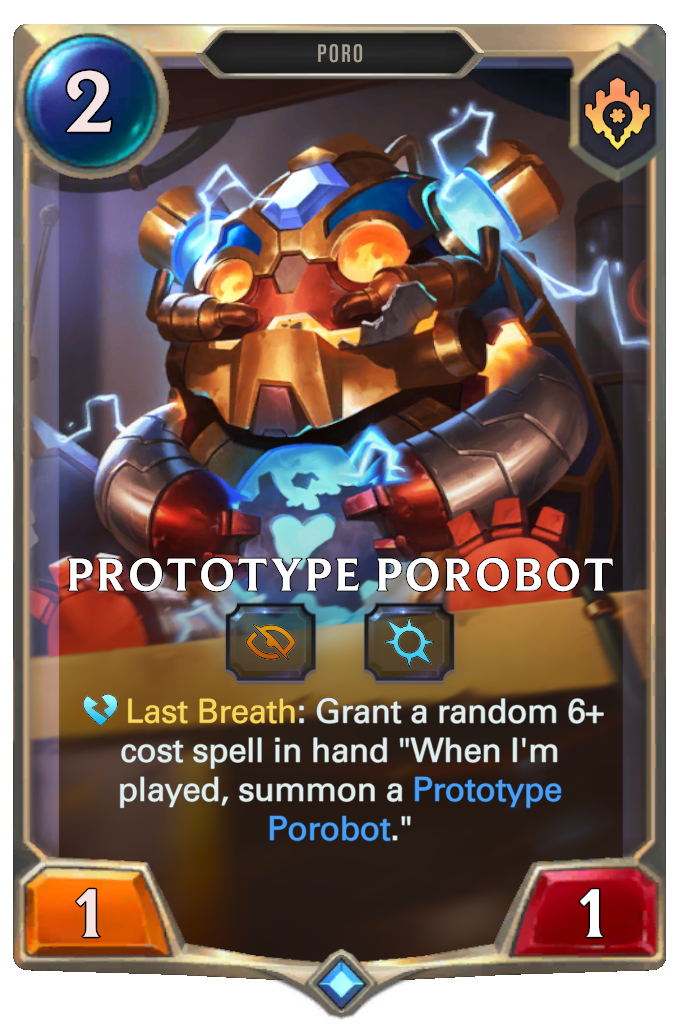 PORO
2
PROTOTYPE POROBOT
Last Breath: Grant a random 6+
cost spell in hand "When I'm
played, summon a Prototype
Porobot."
1
1